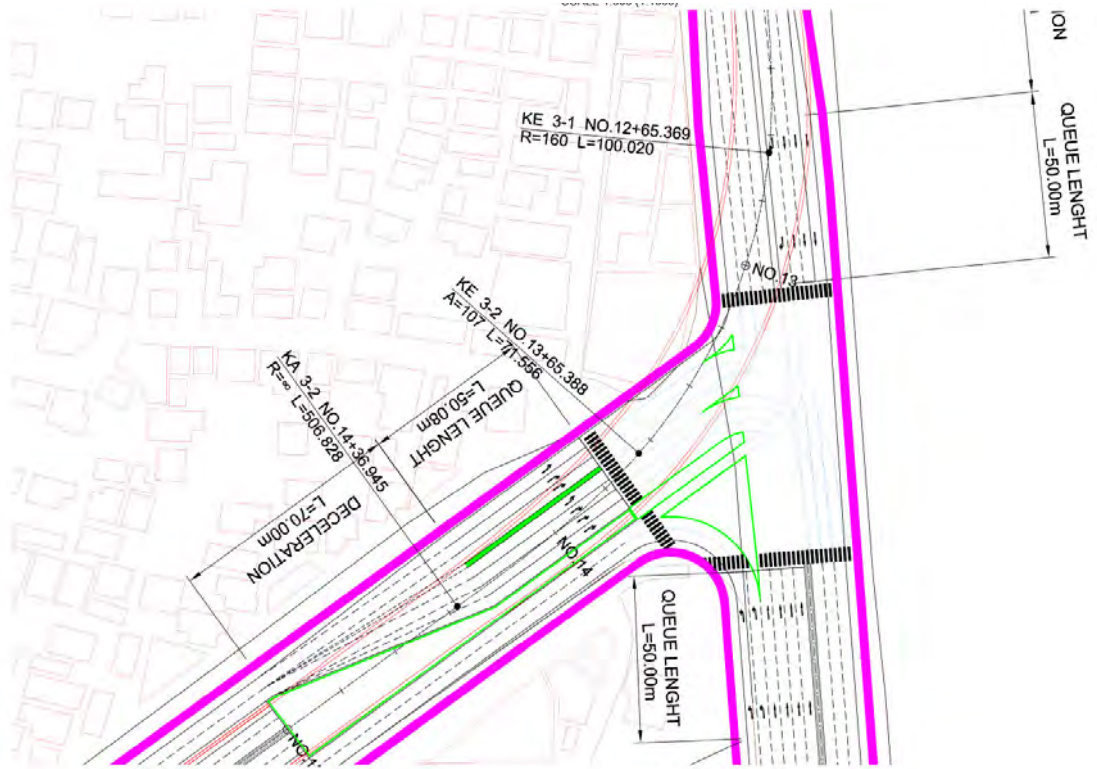 ION
QUEUE LENGHT
L=50.00m
KE 3-1 NO.12+65.369
R=160 L=100.020
NO.13
KE 3-2 NO.13+65.388
A=107 L=71.556
QUEUE LENGHT
L=50.08m
KA 3-2 NO.14+36.945
R=∞ L=506.828
DECELERATION
L=70.00m
NO.14
QUEUE LENGHT
L=50.00m